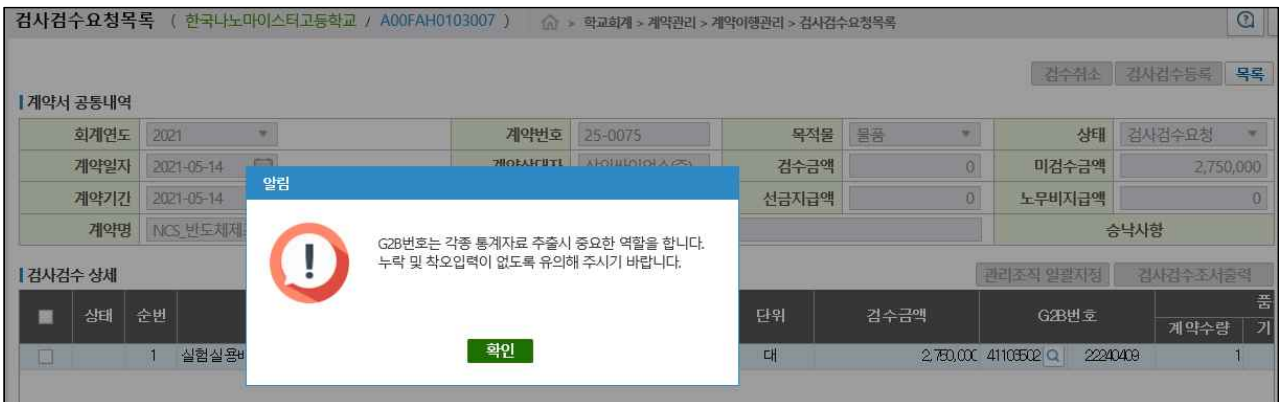 검사검수요청목록 ( 한국나노마이스터고등학교 / A00FAH0103007 ) > 학교회계 > 계약관리 > 계약이행관리 > 검사검수요청목록
검수취소 검사검수등록 목록
계약서 공통내역
회계연도 2021 계약번호 25-0075 목적물 물품 상태 검사검수요청
계약일자 2021-05-14 계약상대자 검수금액 0 미검수금액 2,750,000
계약기간 2021-05-14 선금지급액 0 노무비지급액 0
계약명 NCS_반도체제 승낙사항
알림
G2B번호는 각종 통계자료 추출시 중요한 역할을 합니다.
누락 및 착오입력이 없도록 유의해 주시기 바랍니다.
확인
검사검수 상세 관리조직 일괄지정 검사검수조서출력
상태 순번 단위 검수금액 G2B번호 품
계약수량 기
1 실험실용 대 41103502 22240409 1